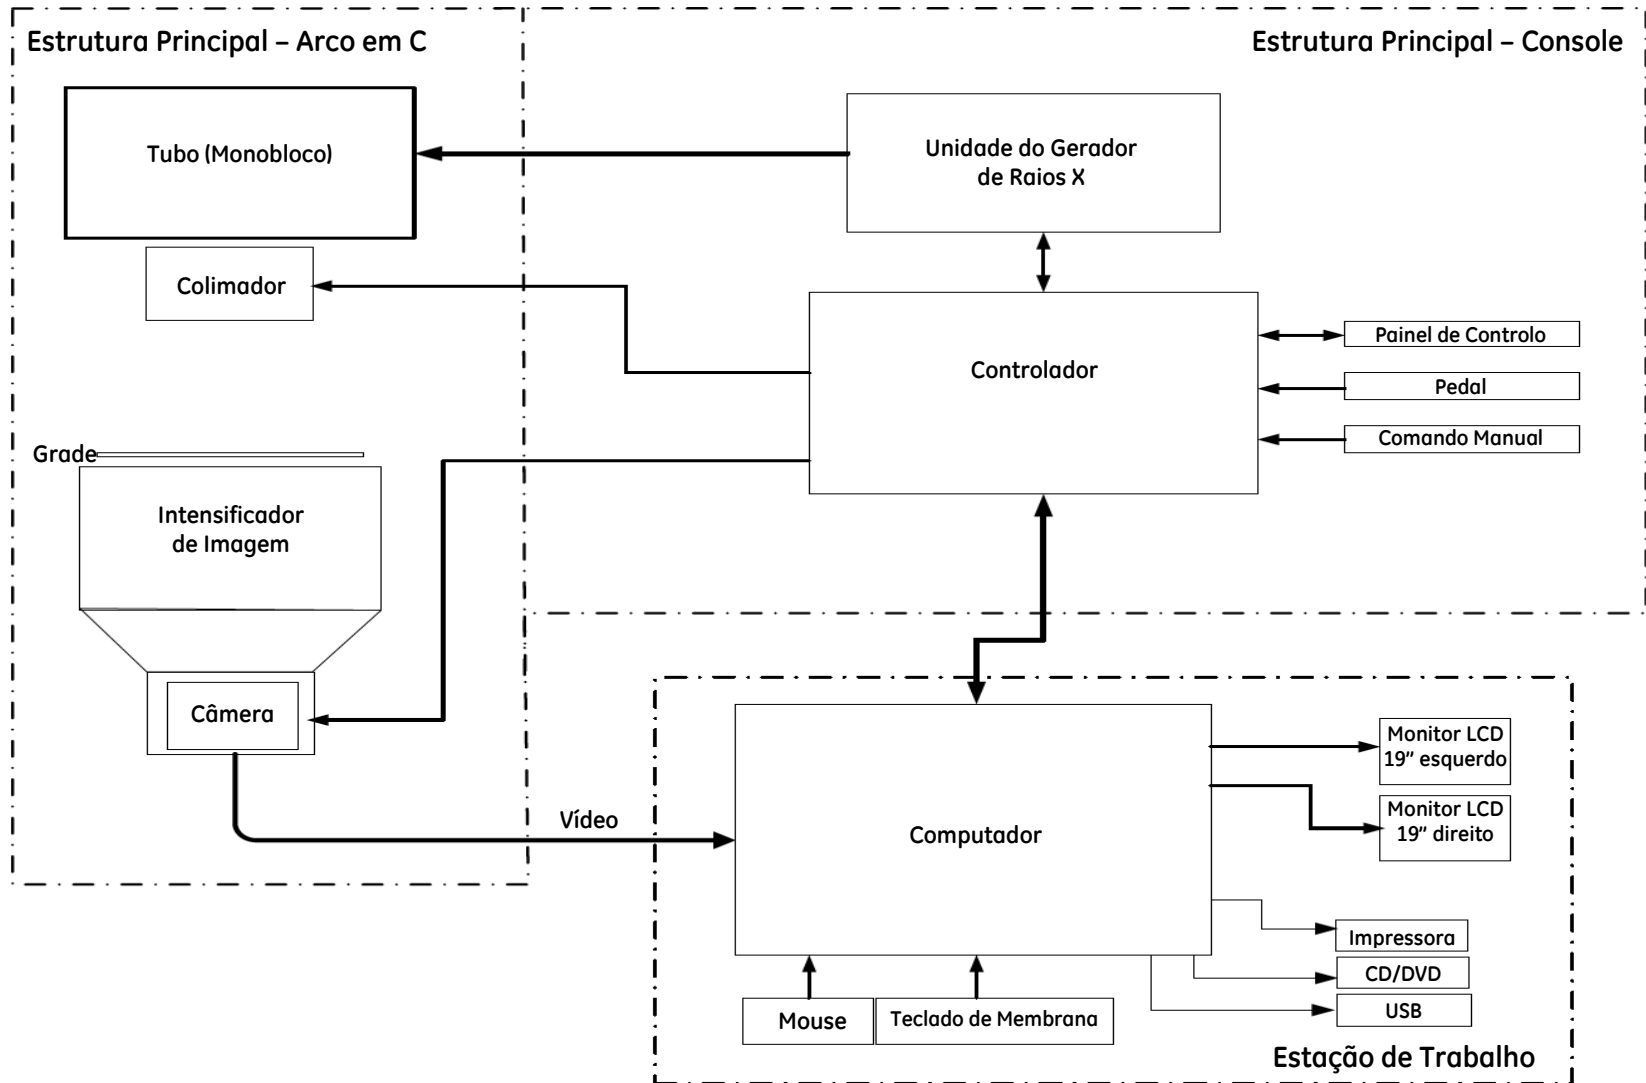 Estrutura Principal – Arco em C
Estrutura Principal – Console
Tubo (Monobloco)
Unidade do Gerador
de Raios X
Colimador
Controlador
Painel de Controlo
Pedal
Comando Manual
Grade
Intensificador
de Imagem
Câmera
Vídeo
Computador
Monitor LCD
19” esquerdo
Monitor LCD
19” direito
Impressora
CD/DVD
USB
Mouse
Teclado de Membrana
Estação de Trabalho